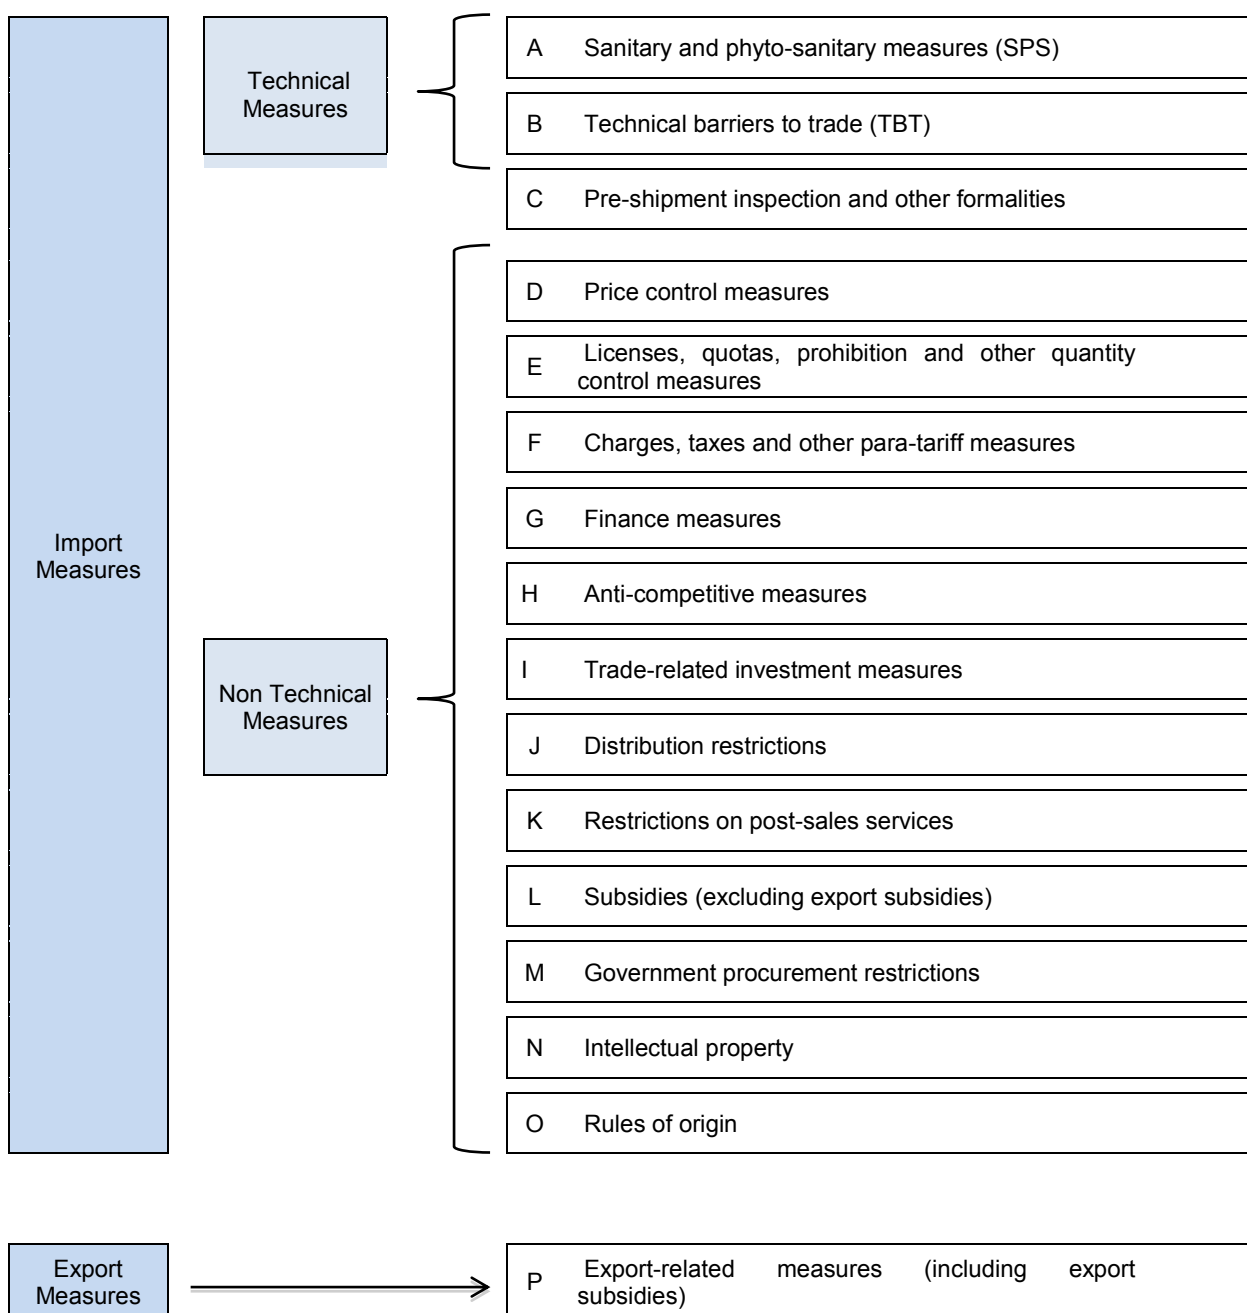 Technical
Measures
A Sanitary and phyto-sanitary measures (SPS)
B Technical barriers to trade (TBT)
C Pre-shipment inspection and other formalities
Import
Measures
Non Technical
Measures
D Price control measures
E Licenses, quotas, prohibition and other quantity
control measures
F Charges, taxes and other para-tariff measures
G Finance measures
H Anti-competitive measures
I Trade-related investment measures
J Distribution restrictions
K Restrictions on post-sales services
L Subsidies (excluding export subsidies)
M Government procurement restrictions
N Intellectual property
O Rules of origin
Export
Measures
P Export-related measures (including export
subsidies)